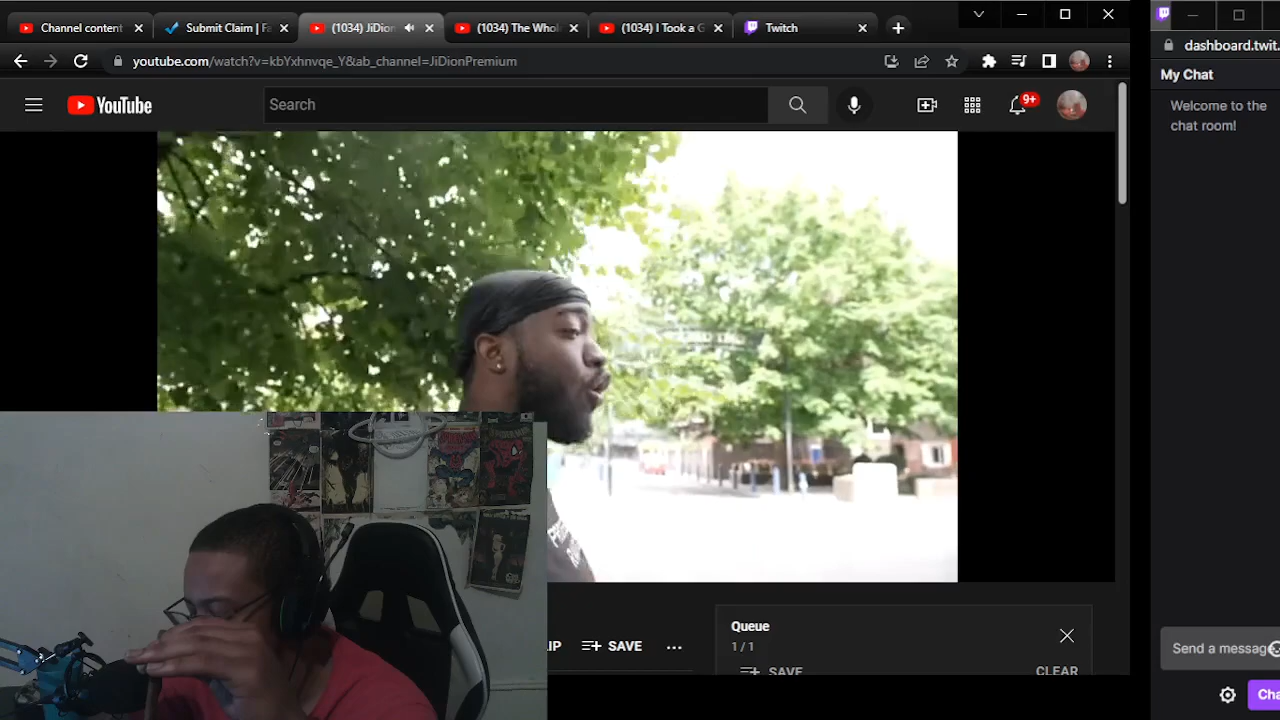 Channel content
Submit Claim | Fa
(1034) JiDion
(1034) The Whol
(1034) I Took a G
Twitch
youtube.com/watch?v=kbYxhnvqe_Y&ab_channel=JiDionPremium
dashboard.twit
YouTube
Search
9+
My Chat
Welcome to the
chat room!
LIP
SAVE
Queue
1 / 1
SAVE
CLEAR
Send a message
Cha